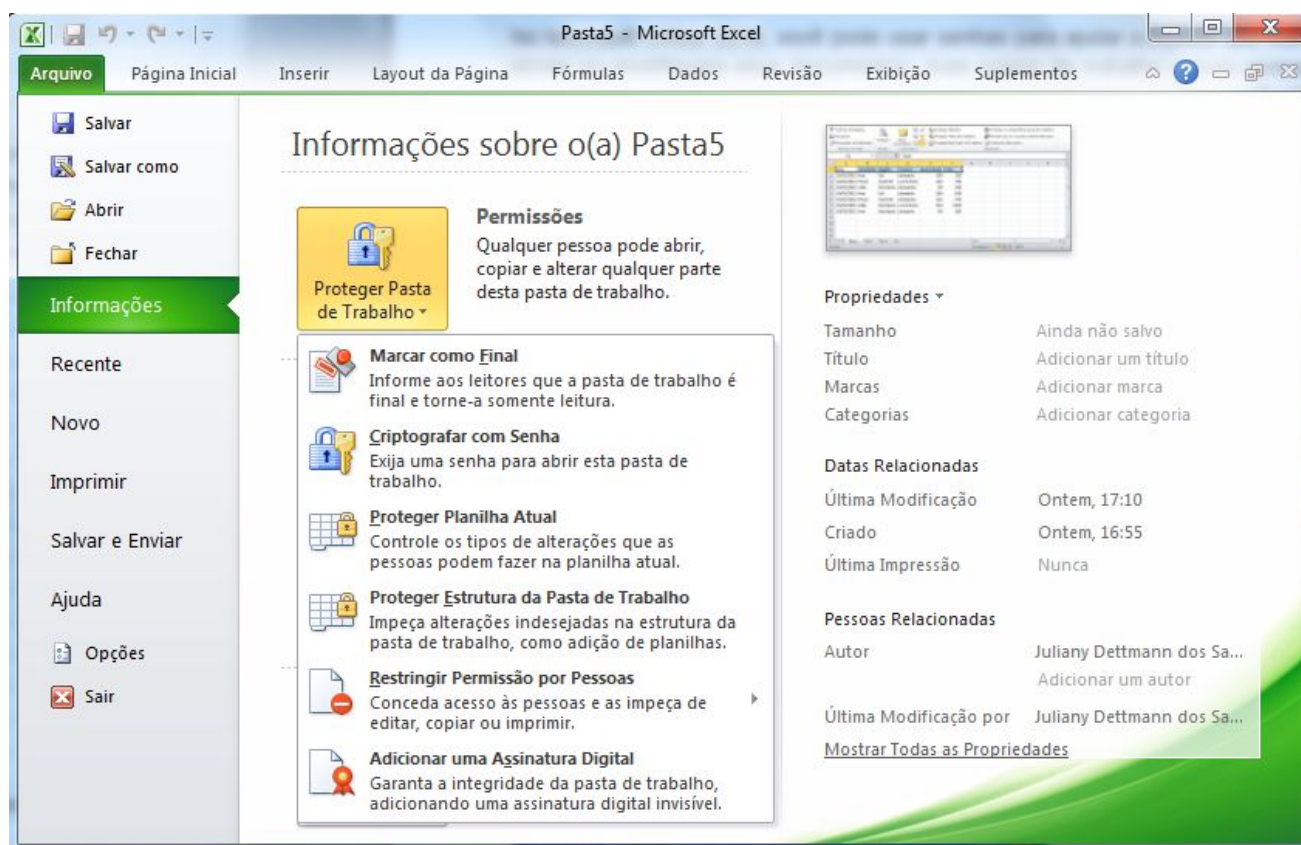 Pasta5 - Microsoft Excel
Arquivo Página Inicial Inserir Layout da Página Fórmulas Dados Revisão Exibição Suplementos
Salvar
Salvar como
Abrir
Fechar
Informações
Recente
Novo
Imprimir
Salvar e Enviar
Ajuda
Opções
Sair
Informações sobre o(a) Pasta5
Proteger Pasta
de Trabalho
Permissões
Qualquer pessoa pode abrir,
copiar e alterar qualquer parte
desta pasta de trabalho.
Marcar como Final
Informe aos leitores que a pasta de trabalho é
final e torne-a somente leitura.
Criptografar com Senha
Exija uma senha para abrir esta pasta de
trabalho.
Proteger Planilha Atual
Controle os tipos de alterações que as
pessoas podem fazer na planilha atual.
Proteger Estrutura da Pasta de Trabalho
Impeça alterações indesejadas na estrutura da
pasta de trabalho, como adição de planilhas.
Restringir Permissão por Pessoas
Conceda acesso às pessoas e as impeça de
editar, copiar ou imprimir.
Adicionar uma Assinatura Digital
Garanta a integridade da pasta de trabalho,
adicionando uma assinatura digital invisível.
Propriedades
Tamanho Ainda não salvo
Título Adicionar um título
Marcas Adicionar marca
Categorias Adicionar categoria
Datas Relacionadas
Última Modificação Ontem, 17:10
Criado Ontem, 16:55
Última Impressão Nunca
Pessoas Relacionadas
Autor Juliany Dettmann dos Sa...
Adicionar um autor
Última Modificação por Juliany Dettmann dos Sa...
Mostrar Todas as Propriedades